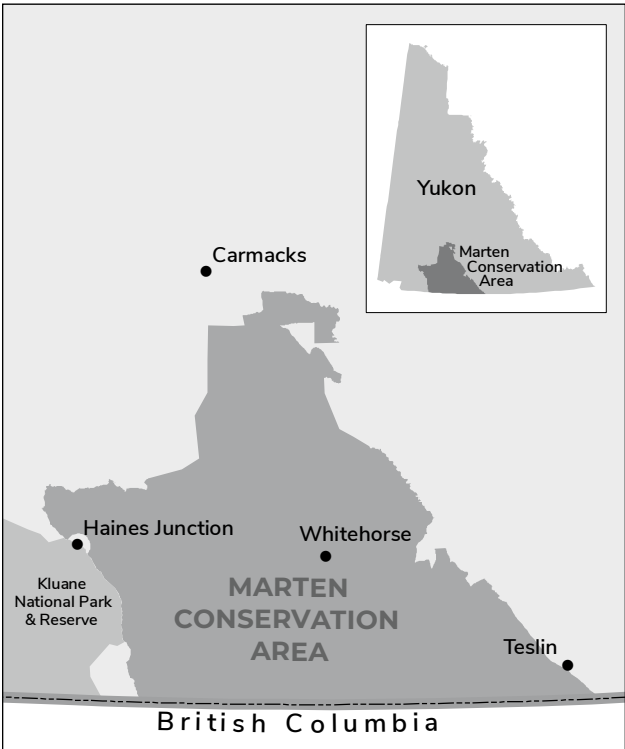 Yukon
Marten
Conservation
Area
Carmacks
Haines Junction
Whitehorse
Kluane
National Park
& Reserve
MARTEN
CONSERVATION
AREA
Teslin
British Columbia